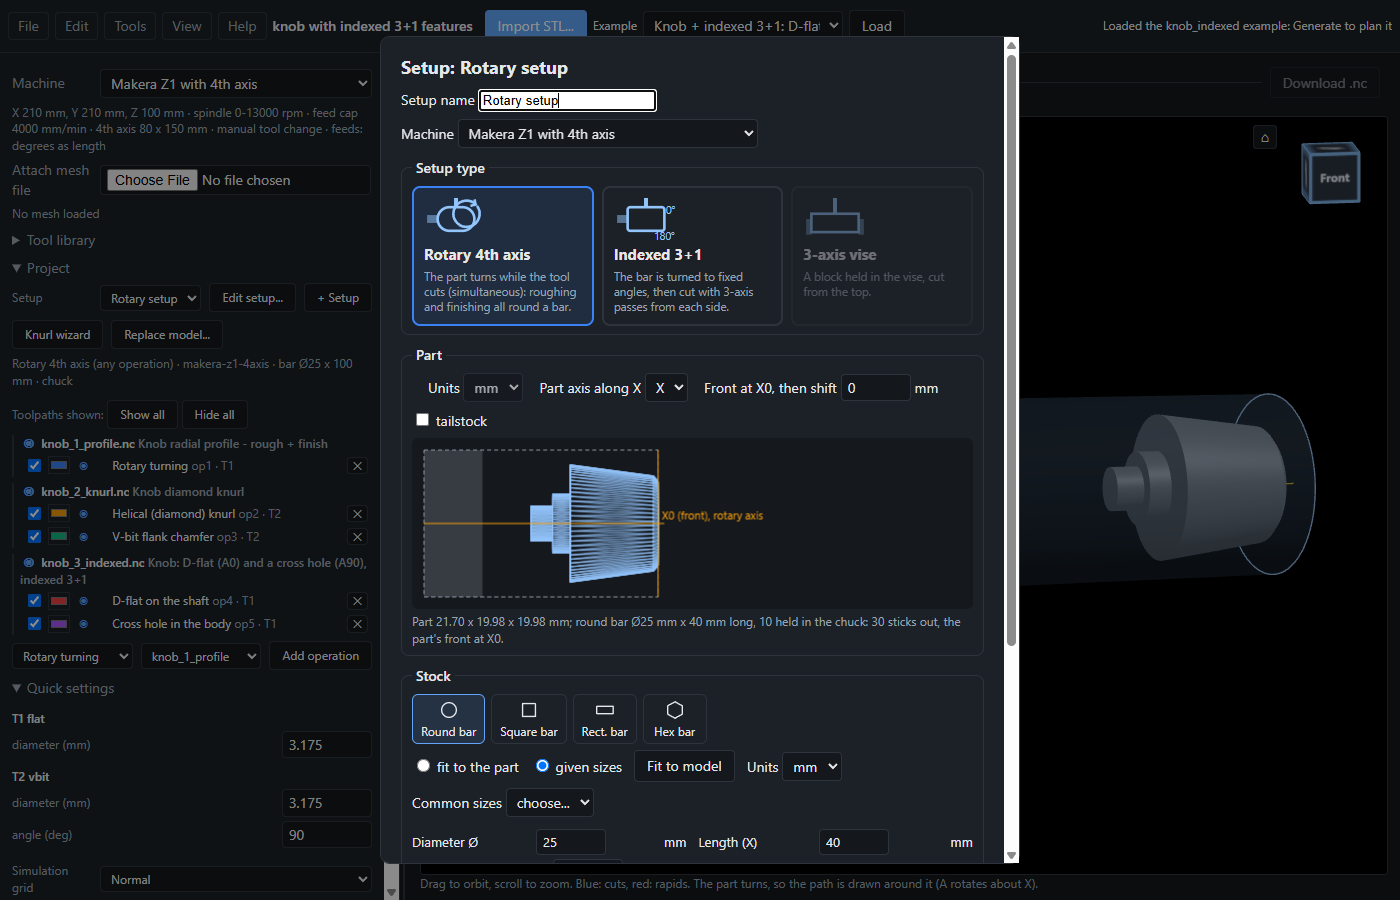 File
Edit
Tools
View
Help
knob with indexed 3+1 features
Import STL...
Example
Knob + indexed 3+1: D-flat
Load
Loaded the knob_indexed example: Generate to plan it
Machine
Makera Z1 with 4th axis
X 210 mm, Y 210 mm, Z 100 mm · spindle 0-13000 rpm · feed cap
4000 mm/min · 4th axis 80 x 150 mm · manual tool change · feeds:
degrees as length
Attach mesh
file
Choose File
No file chosen
No mesh loaded
Tool library
Project
Setup
Rotary setup
Edit setup...
+ Setup
Knurl wizard
Replace model...
Rotary 4th axis (any operation) · makera-z1-4axis · bar Ø25 x 100
mm · chuck
Toolpaths shown:
Show all
Hide all
knob_1_profile.nc Knob radial profile - rough + finish
Rotary turning op1 · T1
knob_2_knurl.nc Knob diamond knurl
Helical (diamond) knurl op2 · T2
V-bit flank chamfer op3 · T2
knob_3_indexed.nc Knob: D-flat (A0) and a cross hole (A90),
indexed 3+1
D-flat on the shaft op4 · T1
Cross hole in the body op5 · T1
Rotary turning
knob_1_profile
Add operation
Quick settings
T1 flat
diameter (mm)
3.175
T2 vbit
diameter (mm)
3.175
angle (deg)
90
Simulation
grid
Normal
Setup: Rotary setup
Setup name
Rotary setup
Machine
Makera Z1 with 4th axis
Setup type
Rotary 4th axis
The part turns while the tool
cuts (simultaneous): roughing
and finishing all round a bar.
0°
180°
Indexed 3+1
The bar is turned to fixed
angles, then cut with 3-axis
passes from each side.
3-axis vise
A block held in the vise, cut
from the top.
Part
Units
mm
Part axis along X
X
Front at X0, then shift
0
mm
tailstock
X0 (front), rotary axis
Part 21.70 x 19.98 x 19.98 mm; round bar Ø25 mm x 40 mm long, 10 held in the chuck: 30 sticks out, the
part's front at X0.
Stock
Round bar
Square bar
Rect. bar
Hex bar
fit to the part
given sizes
Fit to model
Units
mm
Common sizes
choose...
Diameter Ø
25
mm
Length (X)
40
mm
Download .nc
⌂
Front
Drag to orbit, scroll to zoom. Blue: cuts, red: rapids. The part turns, so the path is drawn around it (A rotates about X).